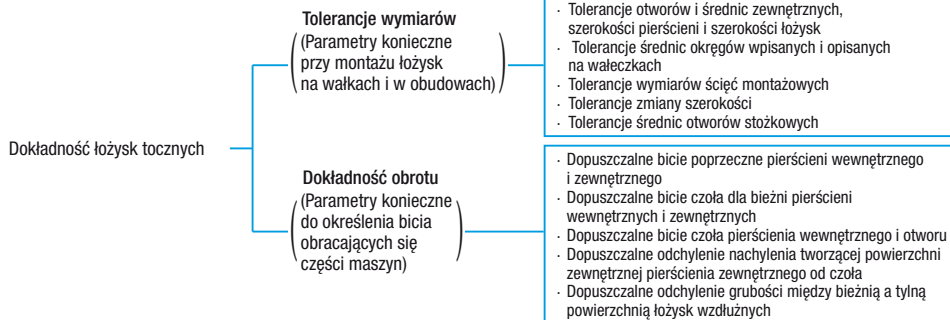 Dokładność łożysk tocznych
Tolerancje wymiarów
(Parametry konieczne
przy montażu łożysk
na wałkach i w obudowach)
· Tolerancje otworów i średnic zewnętrznych,
szerokości pierścieni i szerokości łożysk
· Tolerancje średnic okręgów wpisanych i opisanych
na wałeczkach
· Tolerancje wymiarów ścięć montażowych
· Tolerancje zmiany szerokości
· Tolerancje średnic otworów stożkowych
Dokładność obrotu
(Parametry konieczne
do określenia bicia
obracających się
części maszyn)
· Dopuszczalne bicie poprzeczne pierścieni wewnętrznego
i zewnętrznego
· Dopuszczalne bicie czoła dla bieżni pierścieni
wewnętrznych i zewnętrznych
· Dopuszczalne bicie czoła pierścienia wewnętrznego i otworu
· Dopuszczalne odchylenie nachylenia tworzącej powierzchni
zewnętrznej pierścienia zewnętrznego od czoła
· Dopuszczalne odchylenie grubości między bieżnią a tylną
powierzchnią łożysk wzdłużnych